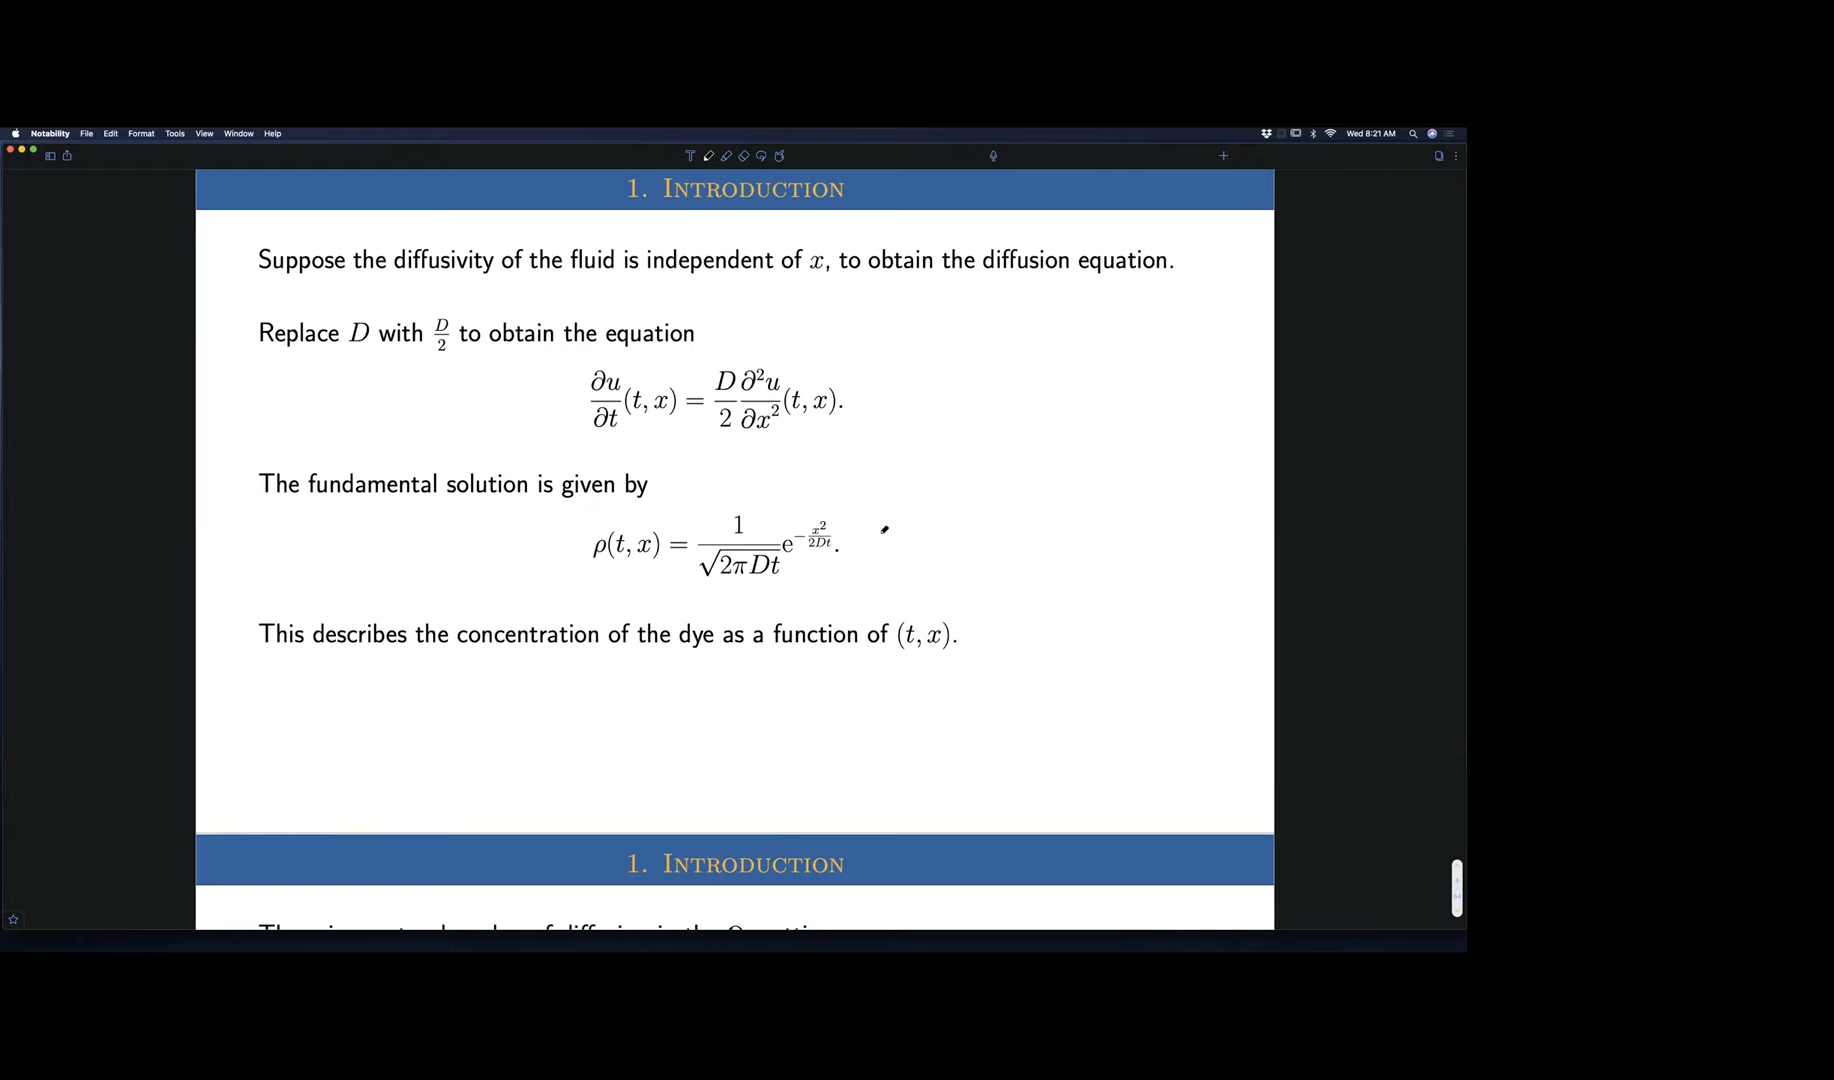 Notability File Edit Format Tools View Window Help Wed 8:21 AM
1. Introduction
Suppose the diffusivity of the fluid is independent of x, to obtain the diffusion equation.
Replace D with D/2 to obtain the equation
∂u/∂t(t, x) = D/2 ∂²u/∂x²(t, x).
The fundamental solution is given by
ρ(t, x) = 1/√(2πDt) e^(−x²/(2Dt)).
This describes the concentration of the dye as a function of (t, x).
1. Introduction